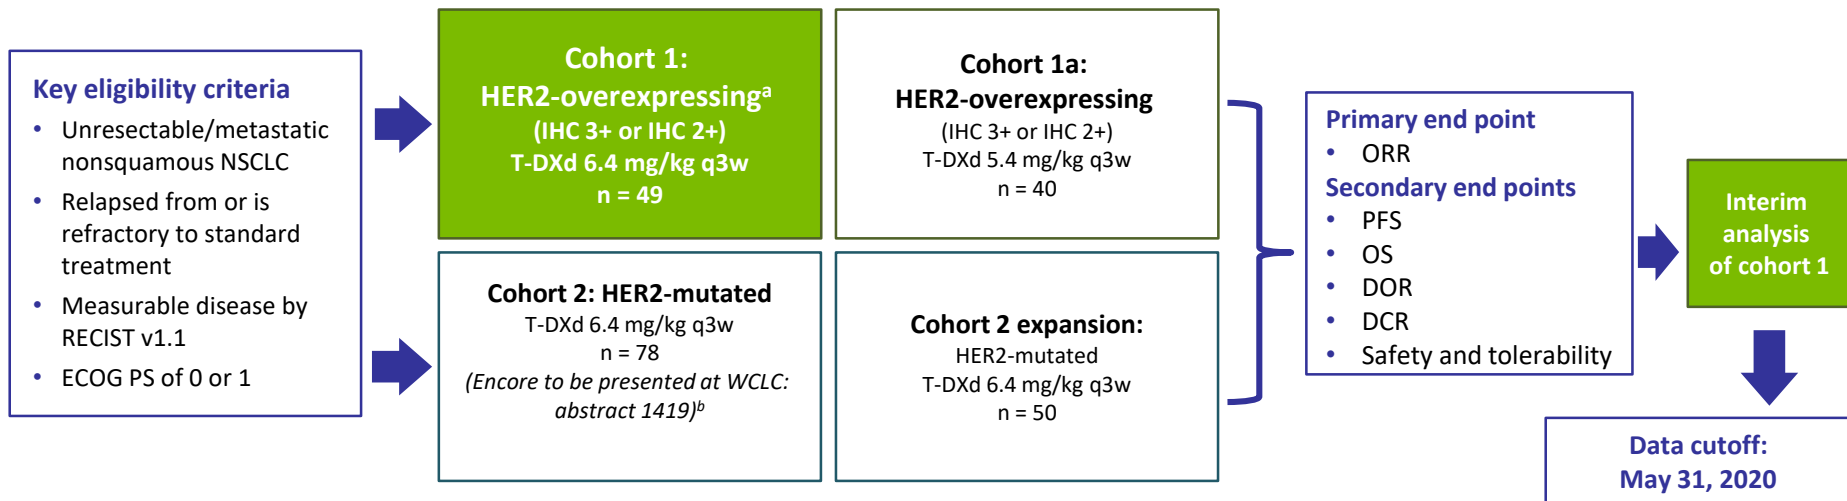 Key eligibility criteria
• Unresectable/metastatic
nonsquamous NSCLC
• Relapsed from or is
refractory to standard
treatment
• Measurable disease by
RECIST v1.1
• ECOG PS of 0 or 1
Cohort 1:
HER2-overexpressingᵃ
(IHC 3+ or IHC 2+)
T-DXd 6.4 mg/kg q3w
n = 49
Cohort 1a:
HER2-overexpressing
(IHC 3+ or IHC 2+)
T-DXd 5.4 mg/kg q3w
n = 40
Cohort 2: HER2-mutated
T-DXd 6.4 mg/kg q3w
n = 78
(Encore to be presented at WCLC:
abstract 1419)ᵇ
Cohort 2 expansion:
HER2-mutated
T-DXd 6.4 mg/kg q3w
n = 50
Primary end point
• ORR
Secondary end points
• PFS
• OS
• DOR
• DCR
• Safety and tolerability
Interim
analysis
of cohort 1
Data cutoff:
May 31, 2020